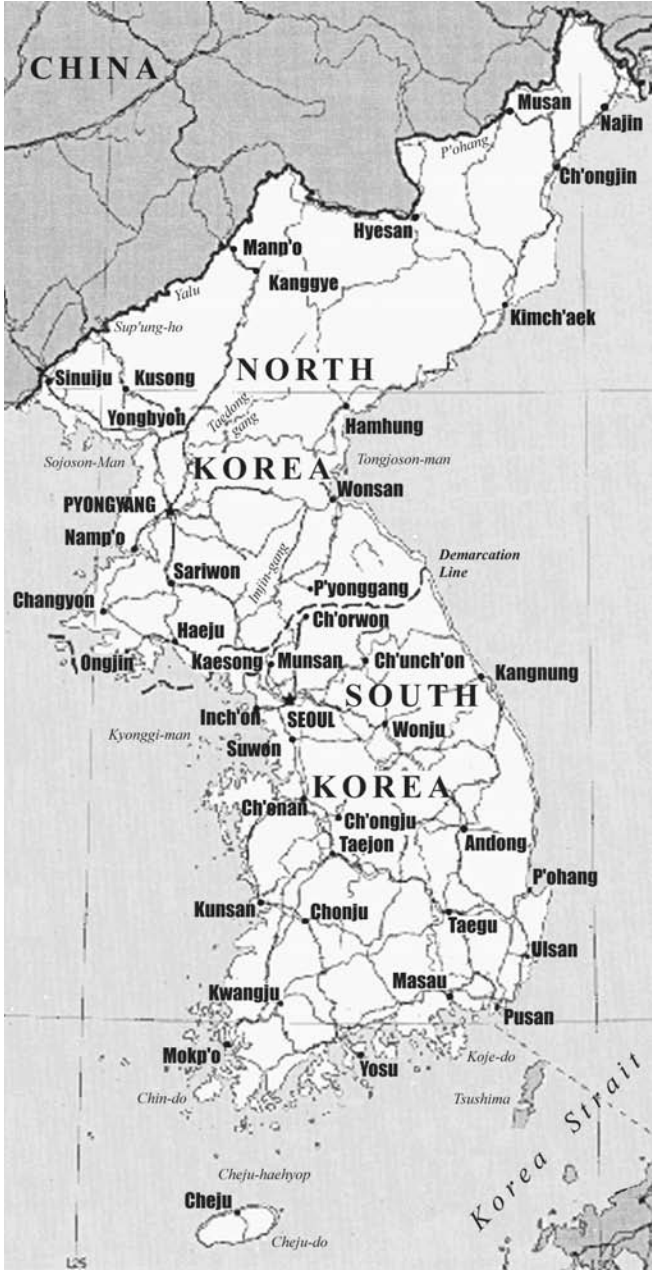 CHINA
Musan
Najin
P'ohang
Ch'ongjin
Hyesan
Manp'o
Kanggye
Yalu
Kimch'aek
Sup'ung-ho
NORTH
Sinuiju
Kusong
Yongbyon
Taedong
gang
Hamhung
Sojoson-Man
KOREA
Tongjoson-man
Wonsan
PYONGYANG
Namp'o
Demarcation
Line
Sariwon
Imjin-gang
P'yonggang
Changyon
Ch'orwon
Haeju
Ongjin
Kaesong
Munsan
Ch'unch'on
Kangnung
SOUTH
Inch'on
SEOUL
Wonju
Kyonggi-man
Suwon
KOREA
Ch'onan
Ch'ongju
Andong
Taejon
P'ohang
Kunsan
Chonju
Taegu
Ulsan
Masau
Kwangju
Pusan
Mokp'o
Yosu
Koje-do
Chin-do
Tsushima
Korea Strait
Cheju-haehyop
Cheju
Cheju-do